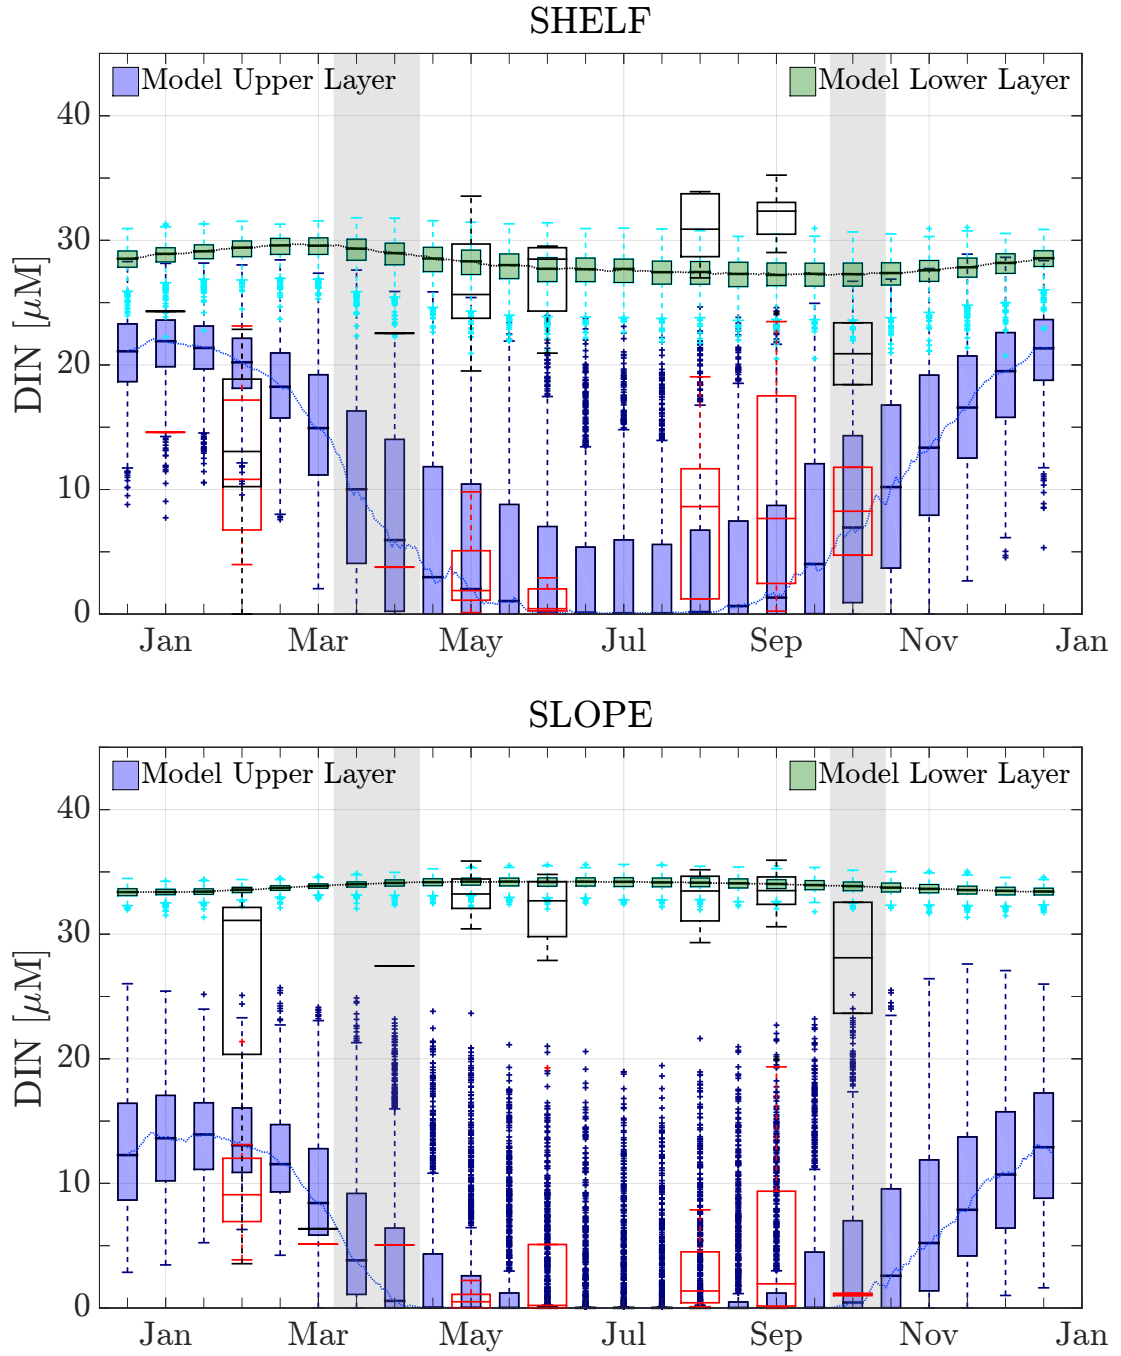 SHELF
Model Upper Layer
Model Lower Layer
DIN [μM]
40
30
20
10
0
Jan Mar May Jul Sep Nov Jan
SLOPE
Model Upper Layer
Model Lower Layer
DIN [μM]
40
30
20
10
0
Jan Mar May Jul Sep Nov Jan